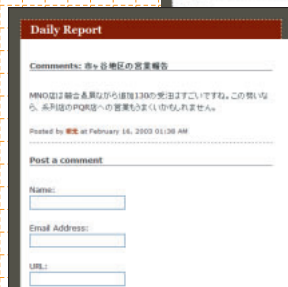 Daily Report
Comments: 市ヶ谷地区の営業報告
MNO店は競合品ながら追加130の受注はすごいですね。この勢いな
ら、系列店のPQR店への営業もうまくいくかもしれません。
Posted by at February 16, 2003 01:38 AM
Post a comment
Name:
Email Address:
URL: